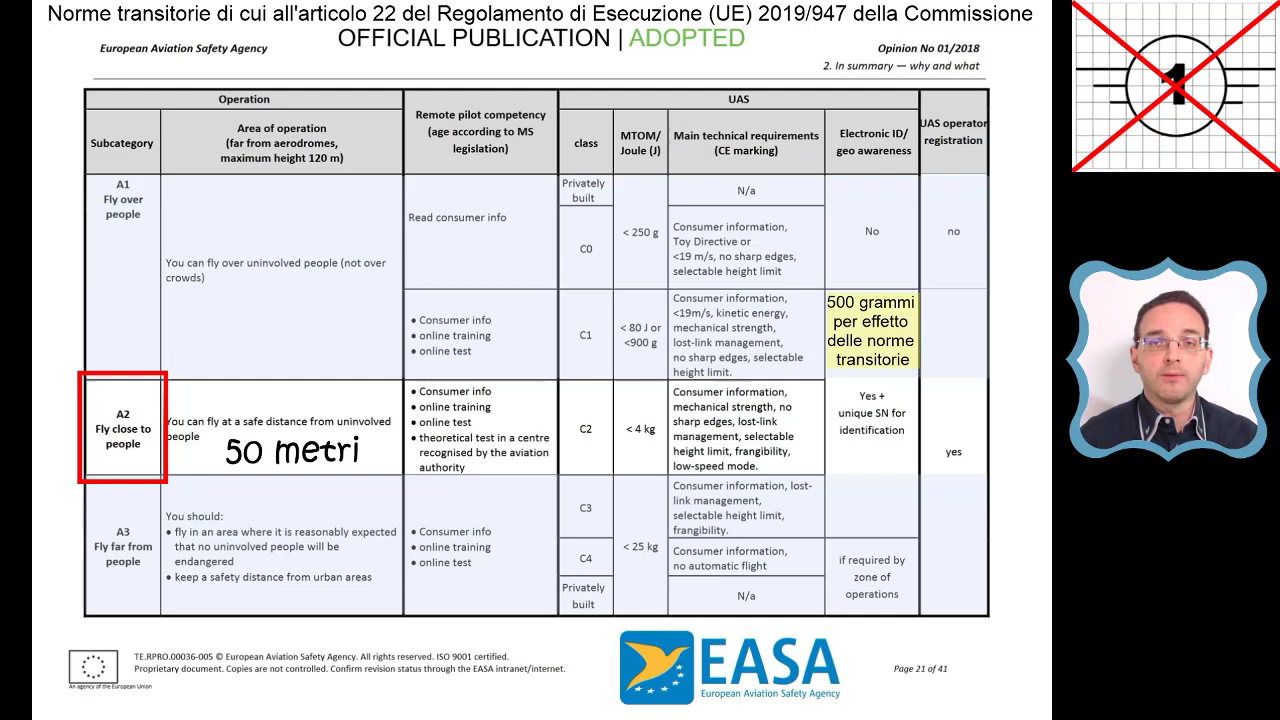 Norme transitorie di cui all'articolo 22 del Regolamento di Esecuzione (UE) 2019/947 della Commissione
OFFICIAL PUBLICATION | ADOPTED
European Aviation Safety Agency
Opinion No 01/2018
2. In summary — why and what
Operation
Remote pilot competency
(age according to MS
legislation)
UAS
UAS operator
registration
Subcategory
Area of operation
(far from aerodromes,
maximum height 120 m)
class
MTOM/
Joule (J)
Main technical requirements
(CE marking)
Electronic ID/
geo awareness
A1
Fly over
people
You can fly over uninvolved people (not over
crowds)
Read consumer info
Privately
built
N/a
C0
< 250 g
Consumer information,
Toy Directive or
<19 m/s, no sharp edges,
selectable height limit
No
no
• Consumer info
• online training
• online test
C1
< 80 J or
<900 g
Consumer information,
<19m/s, kinetic energy,
mechanical strength,
lost-link management,
no sharp edges, selectable
height limit.
500 grammi
per effetto
delle norme
transitorie
A2
Fly close to
people
You can fly at a safe distance from uninvolved
people
50 metri
• Consumer info
• online training
• online test
• theoretical test in a centre
recognised by the aviation
authority
C2
< 4 kg
Consumer information,
mechanical strength, no
sharp edges, lost-link
management, selectable
height limit, frangibility,
low-speed mode.
Yes +
unique SN for
identification
yes
A3
Fly far from
people
You should:
• fly in an area where it is reasonably expected
that no uninvolved people will be
endangered
• keep a safety distance from urban areas
• Consumer info
• online training
• online test
C3
< 25 kg
Consumer information, lost-
link management,
selectable height limit,
frangibility.
C4
Consumer information,
no automatic flight
if required by
zone of
operations
Privately
built
N/a
TE.RPRO.00036-005 © European Aviation Safety Agency. All rights reserved. ISO 9001 certified.
Proprietary document. Copies are not controlled. Confirm revision status through the EASA intranet/internet.
An agency of the European Union
EASA
European Aviation Safety Agency
Page 21 of 41
1